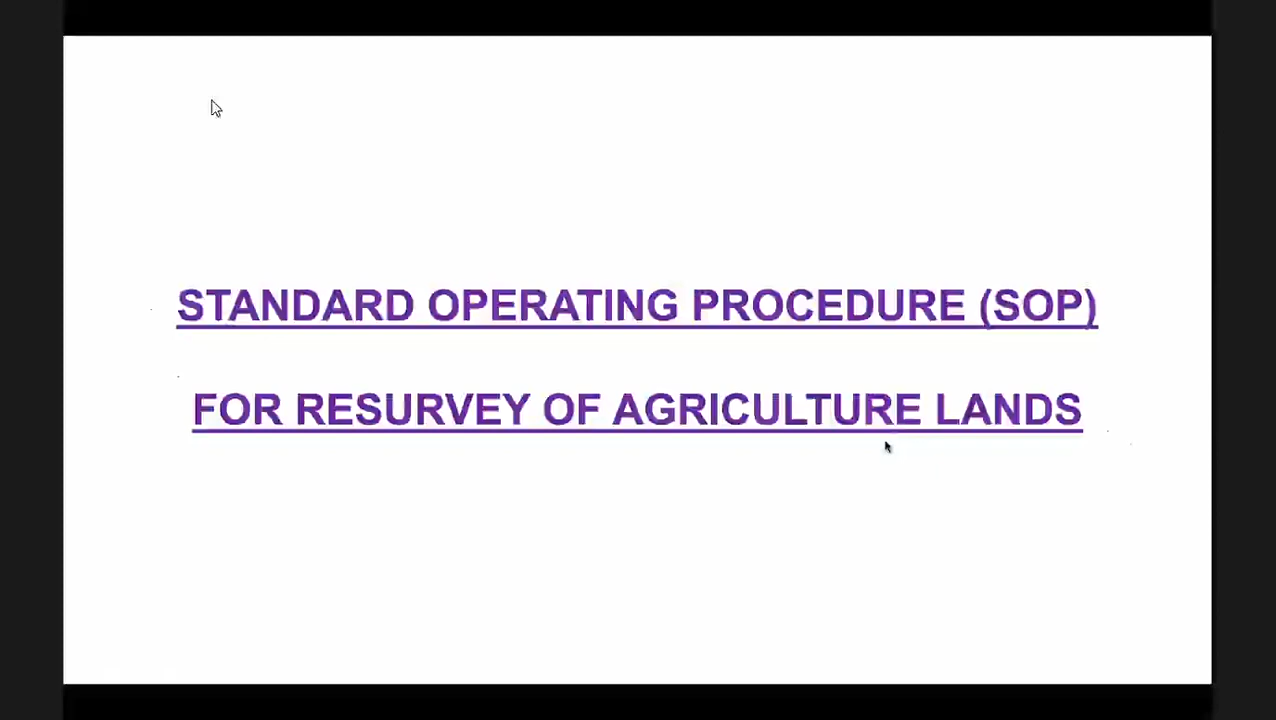 STANDARD OPERATING PROCEDURE (SOP)
FOR RESURVEY OF AGRICULTURE LANDS